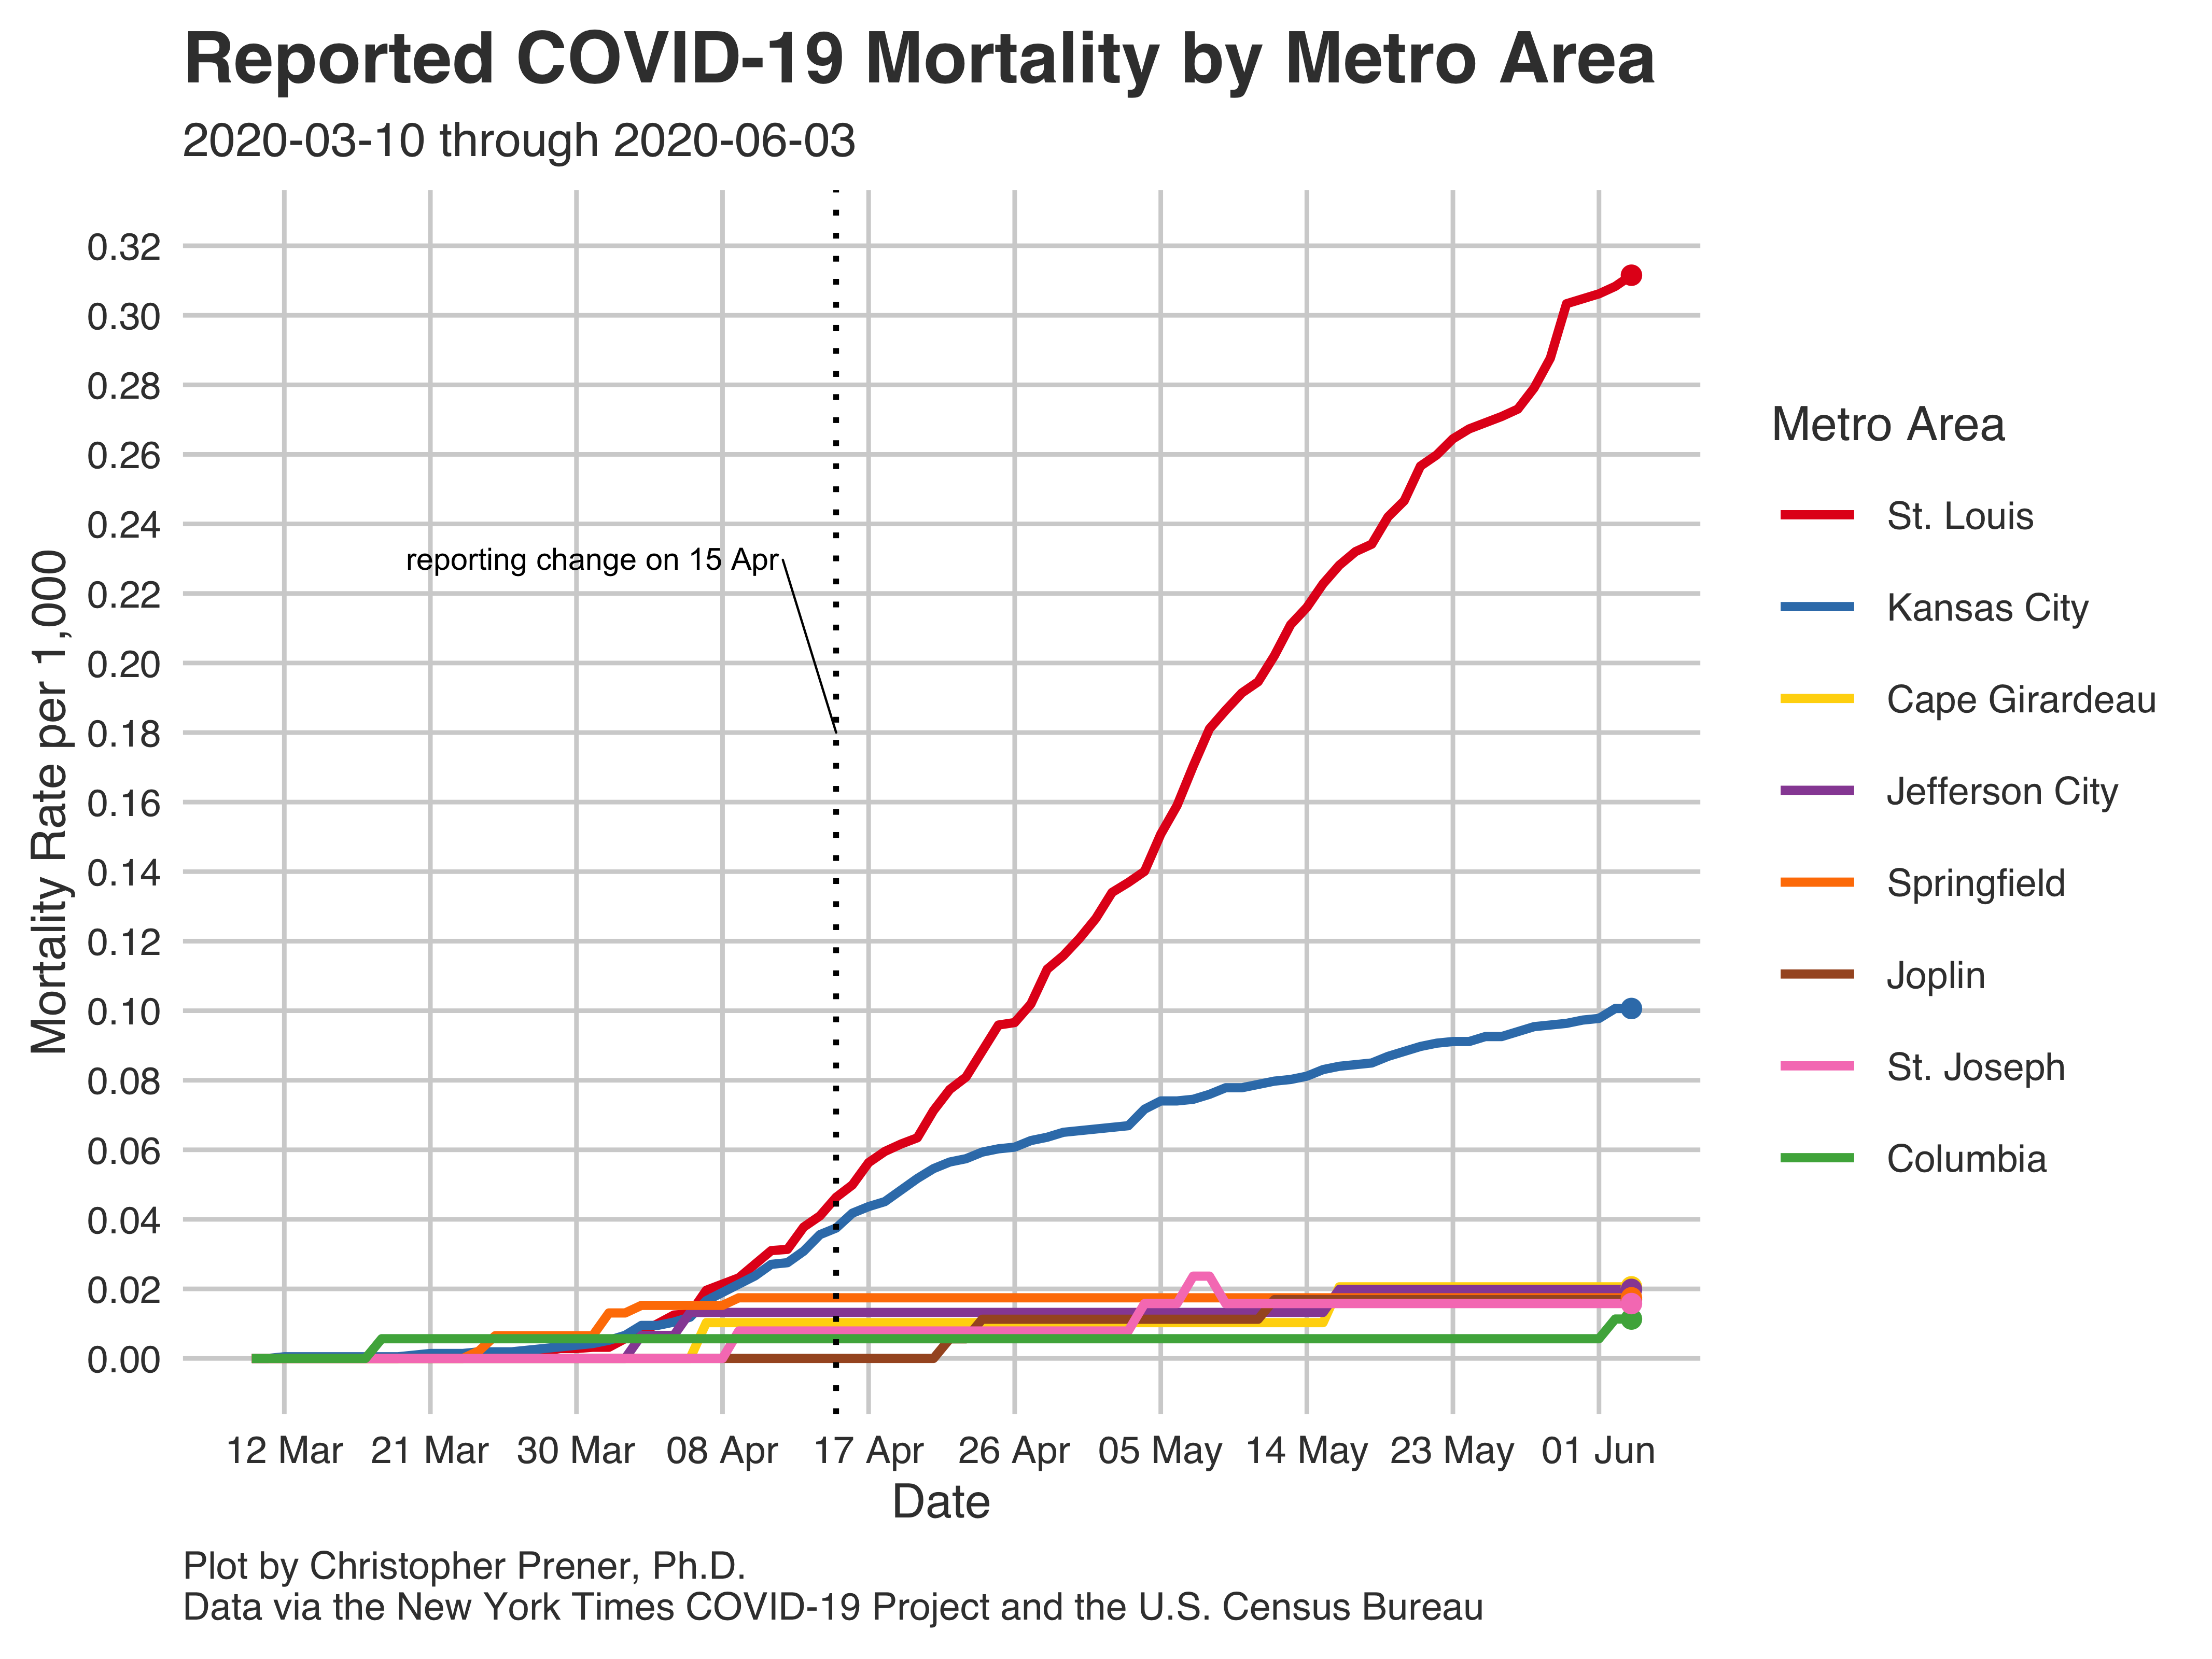 Reported COVID-19 Mortality by Metro Area
2020-03-10 through 2020-06-03
Mortality Rate per 1,000
0.32
0.30
0.28
0.26
0.24
0.22
0.20
0.18
0.16
0.14
0.12
0.10
0.08
0.06
0.04
0.02
0.00
reporting change on 15 Apr
12 Mar 21 Mar 30 Mar 08 Apr 17 Apr 26 Apr 05 May 14 May 23 May 01 Jun
Date
Metro Area
St. Louis
Kansas City
Cape Girardeau
Jefferson City
Springfield
Joplin
St. Joseph
Columbia
Plot by Christopher Prener, Ph.D.
Data via the New York Times COVID-19 Project and the U.S. Census Bureau